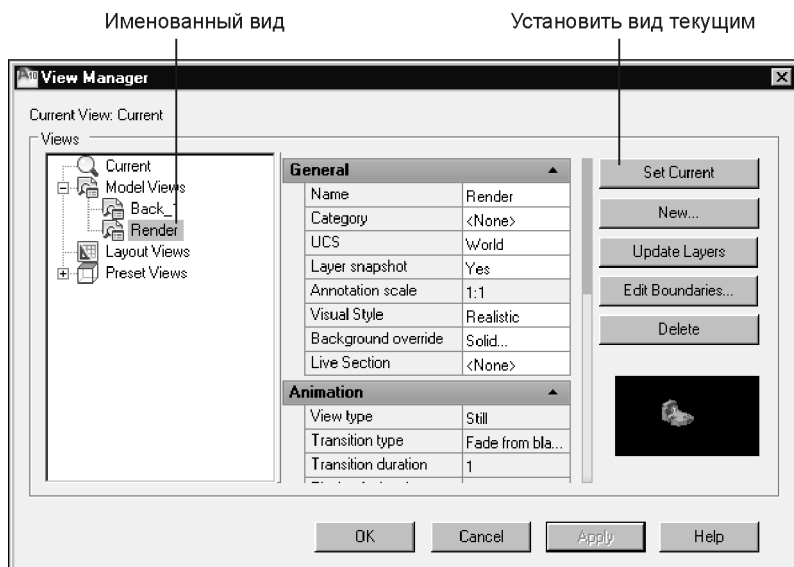 Именованный вид
Установить вид текущим
View Manager
Current View: Current
Views
Current
Model Views
Back_1
Render
Layout Views
Preset Views
General
Name Render
Category <None>
UCS World
Layer snapshot Yes
Annotation scale 1:1
Visual Style Realistic
Background override Solid...
Live Section <None>
Animation
View type Still
Transition type Fade from bla...
Transition duration 1
Set Current
New...
Update Layers
Edit Boundaries...
Delete
OK
Cancel
Apply
Help